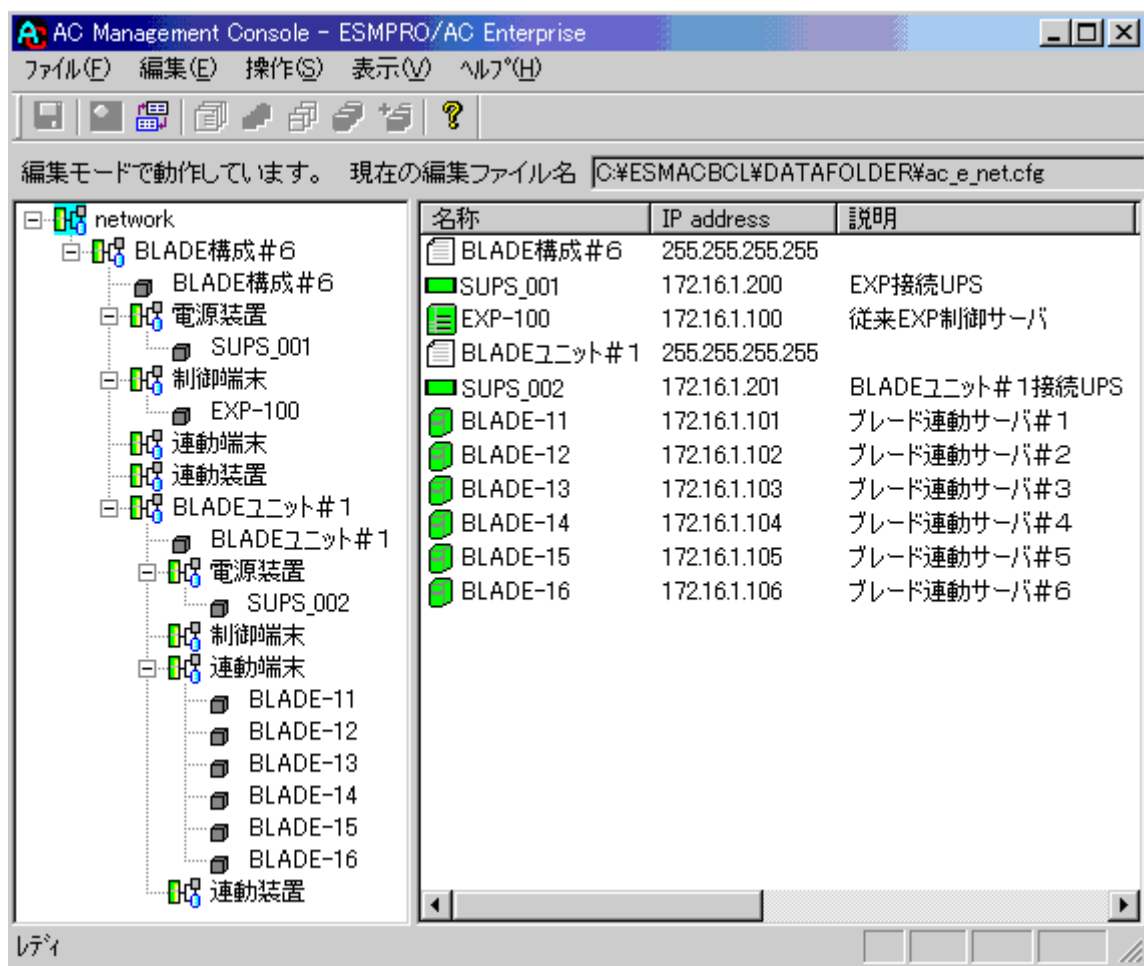 AC Management Console - ESMPRO/AC Enterprise
ファイル(F) 編集(E) 操作(S) 表示(V) ヘルプ(H)
編集モードで動作しています。 現在の編集ファイル名 C:¥ESMACBCL¥DATAFOLDER¥ac_e_net.cfg
network
BLADE構成#6
BLADE構成#6
電源装置
SUPS_001
制御端末
EXP-100
連動端末
連動装置
BLADEユニット#1
BLADEユニット#1
電源装置
SUPS_002
制御端末
連動端末
BLADE-11
BLADE-12
BLADE-13
BLADE-14
BLADE-15
BLADE-16
連動装置
名称 IP address 説明
BLADE構成#6 255.255.255.255
SUPS_001 172.16.1.200 EXP接続UPS
EXP-100 172.16.1.100 従来EXP制御サーバ
BLADEユニット#1 255.255.255.255
SUPS_002 172.16.1.201 BLADEユニット#1接続UPS
BLADE-11 172.16.1.101 ブレード連動サーバ#1
BLADE-12 172.16.1.102 ブレード連動サーバ#2
BLADE-13 172.16.1.103 ブレード連動サーバ#3
BLADE-14 172.16.1.104 ブレード連動サーバ#4
BLADE-15 172.16.1.105 ブレード連動サーバ#5
BLADE-16 172.16.1.106 ブレード連動サーバ#6
レディ